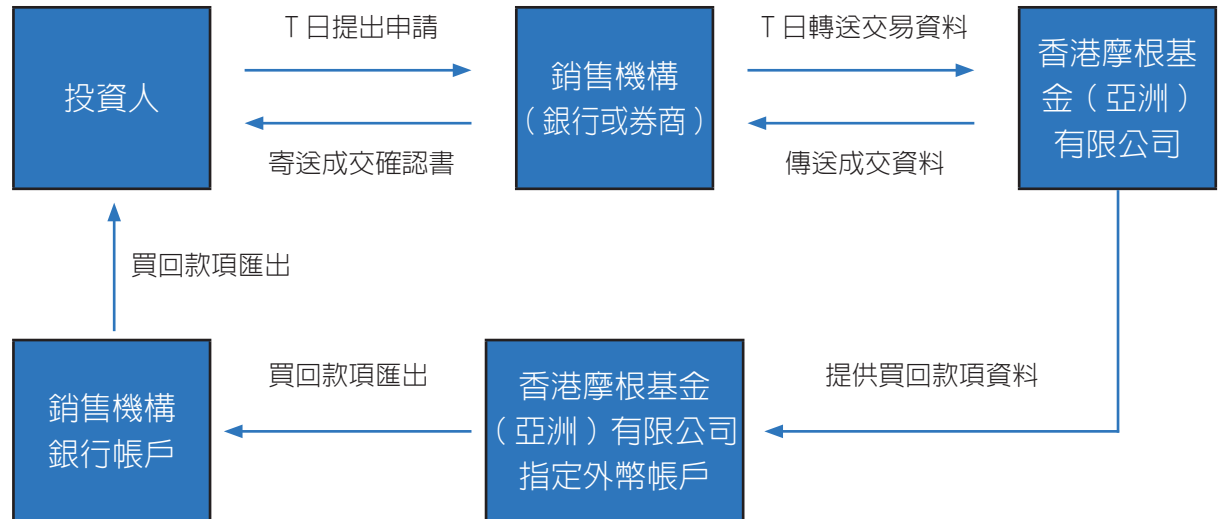 T日提出申請
T日轉送交易資料
投資人
銷售機構
（銀行或券商）
香港摩根基
金（亞洲）
有限公司
寄送成交確認書
傳送成交資料
買回款項匯出
買回款項匯出
提供買回款項資料
銷售機構
銀行帳戶
香港摩根基金
（亞洲）有限公司
指定外幣帳戶